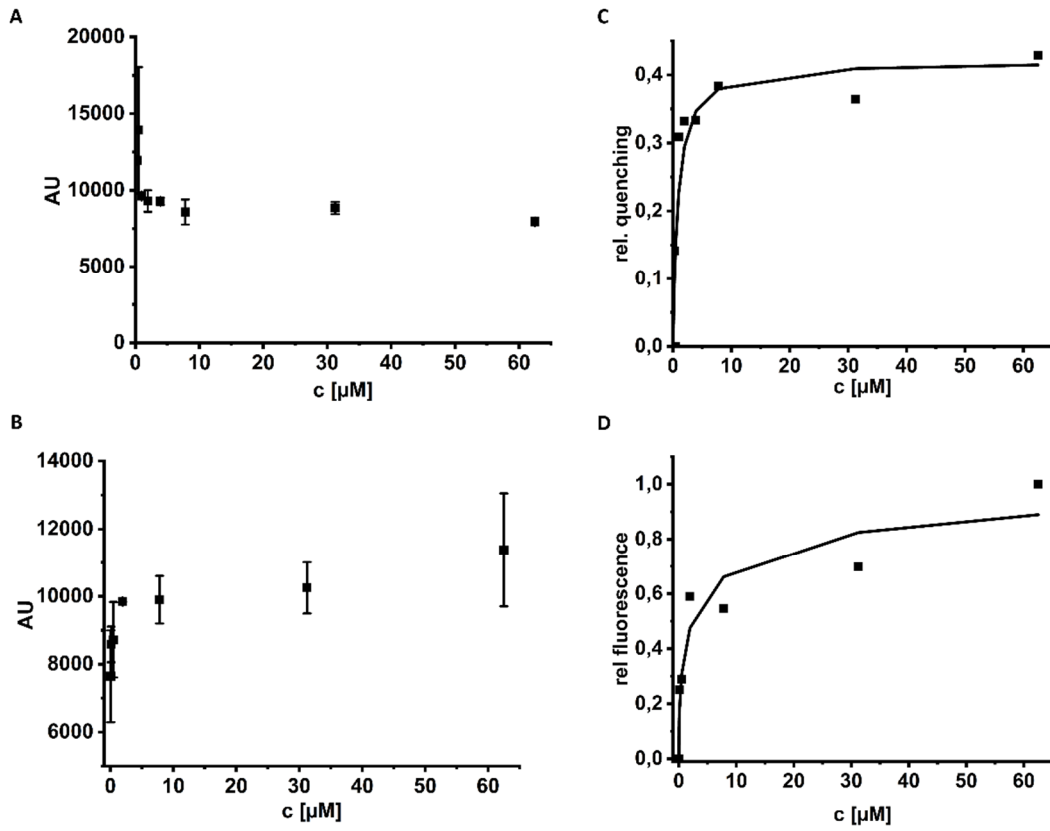 A
20000
15000
10000
5000
0
AU
0 10 20 30 40 50 60
c [µM]
B
14000
12000
10000
8000
6000
AU
0 10 20 30 40 50 60
c [µM]
C
0,4
0,3
0,2
0,1
0,0
rel. quenching
0 10 20 30 40 50 60
c [µM]
D
1,0
0,8
0,6
0,4
0,2
0,0
rel fluorescence
0 10 20 30 40 50 60
c [µM]